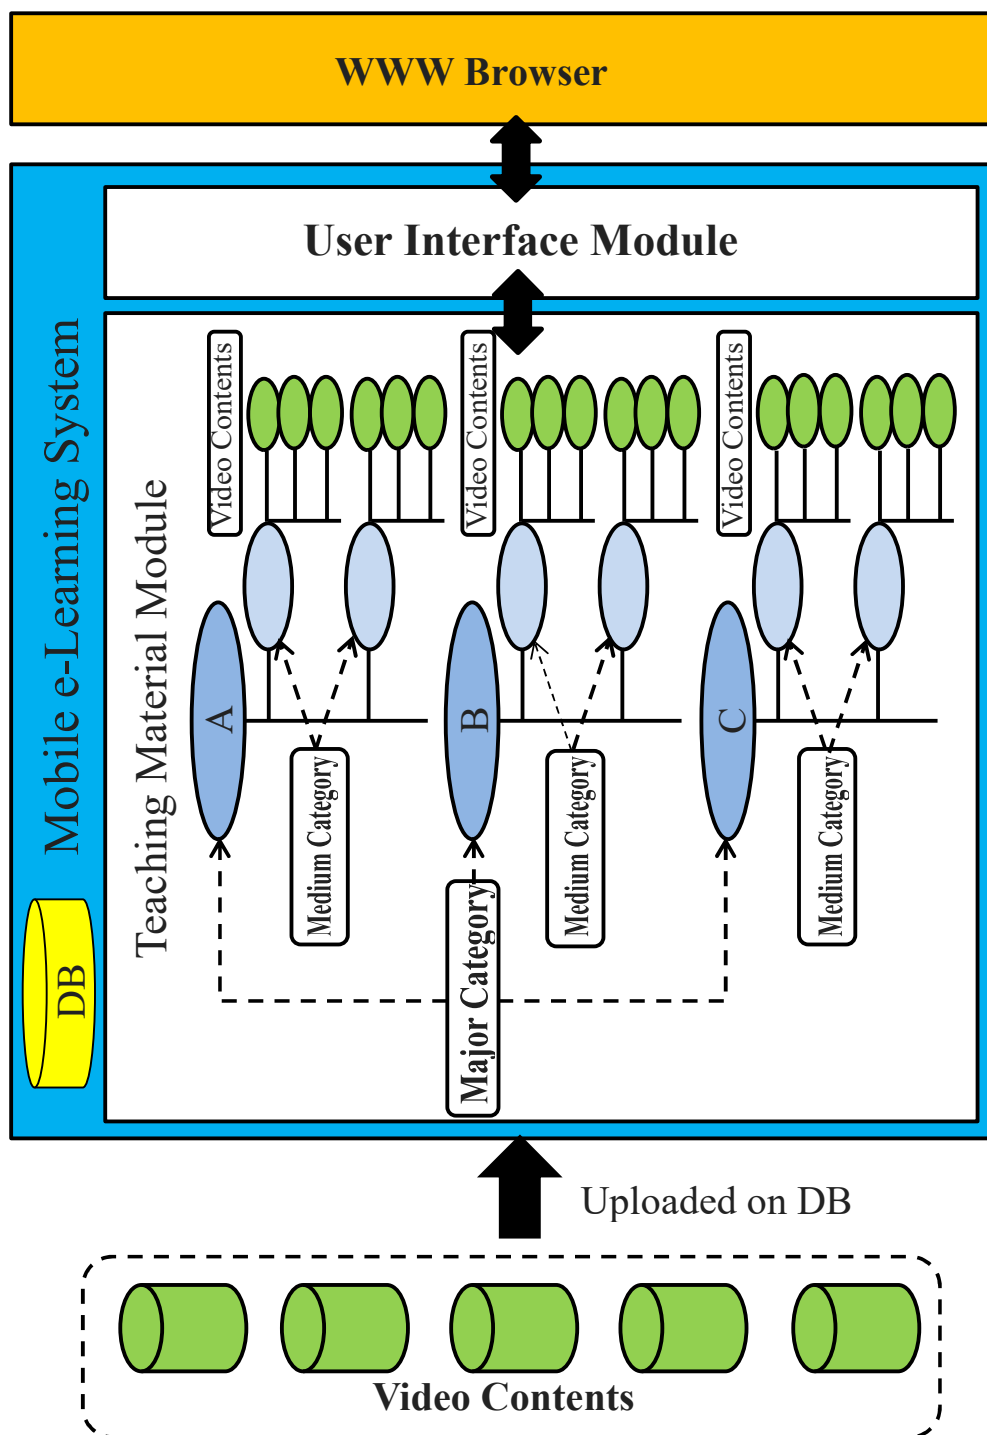 WWW Browser
User Interface Module
Mobile e-Learning System
DB
Teaching Material Module
Video Contents
Video Contents
Video Contents
A
B
C
Medium Category
Medium Category
Medium Category
Major Category
Uploaded on DB
Video Contents